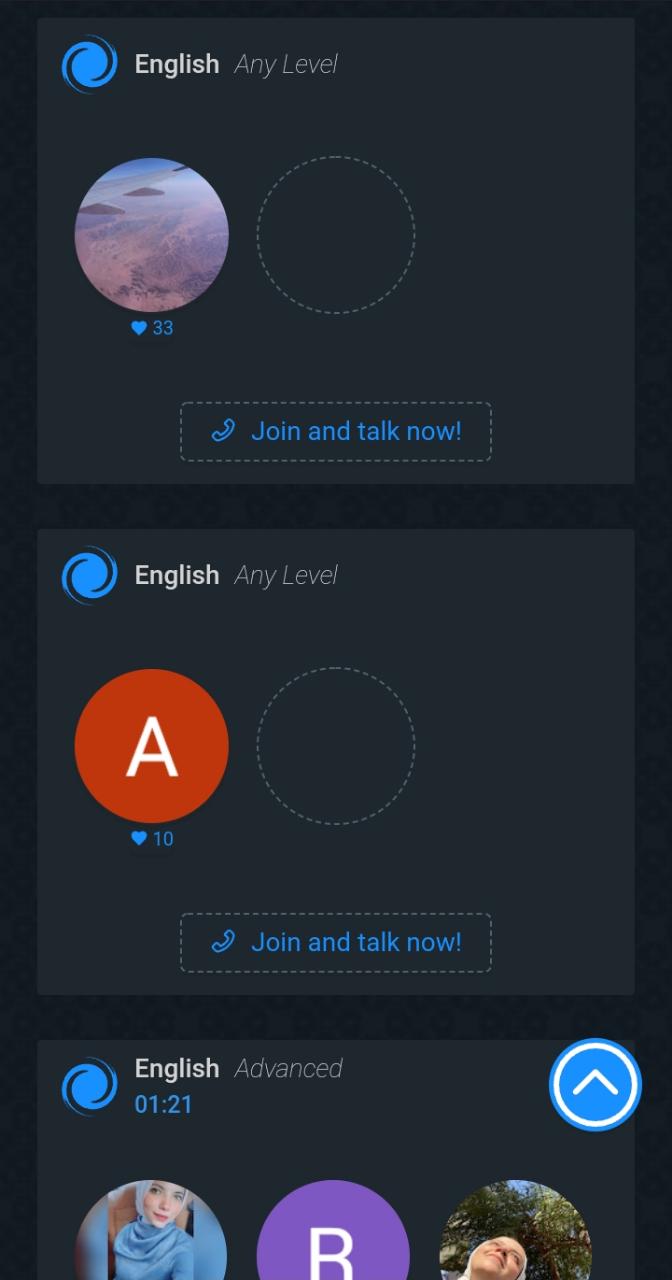 English Any Level
33
Join and talk now!
English Any Level
A
10
Join and talk now!
English Advanced
01:21